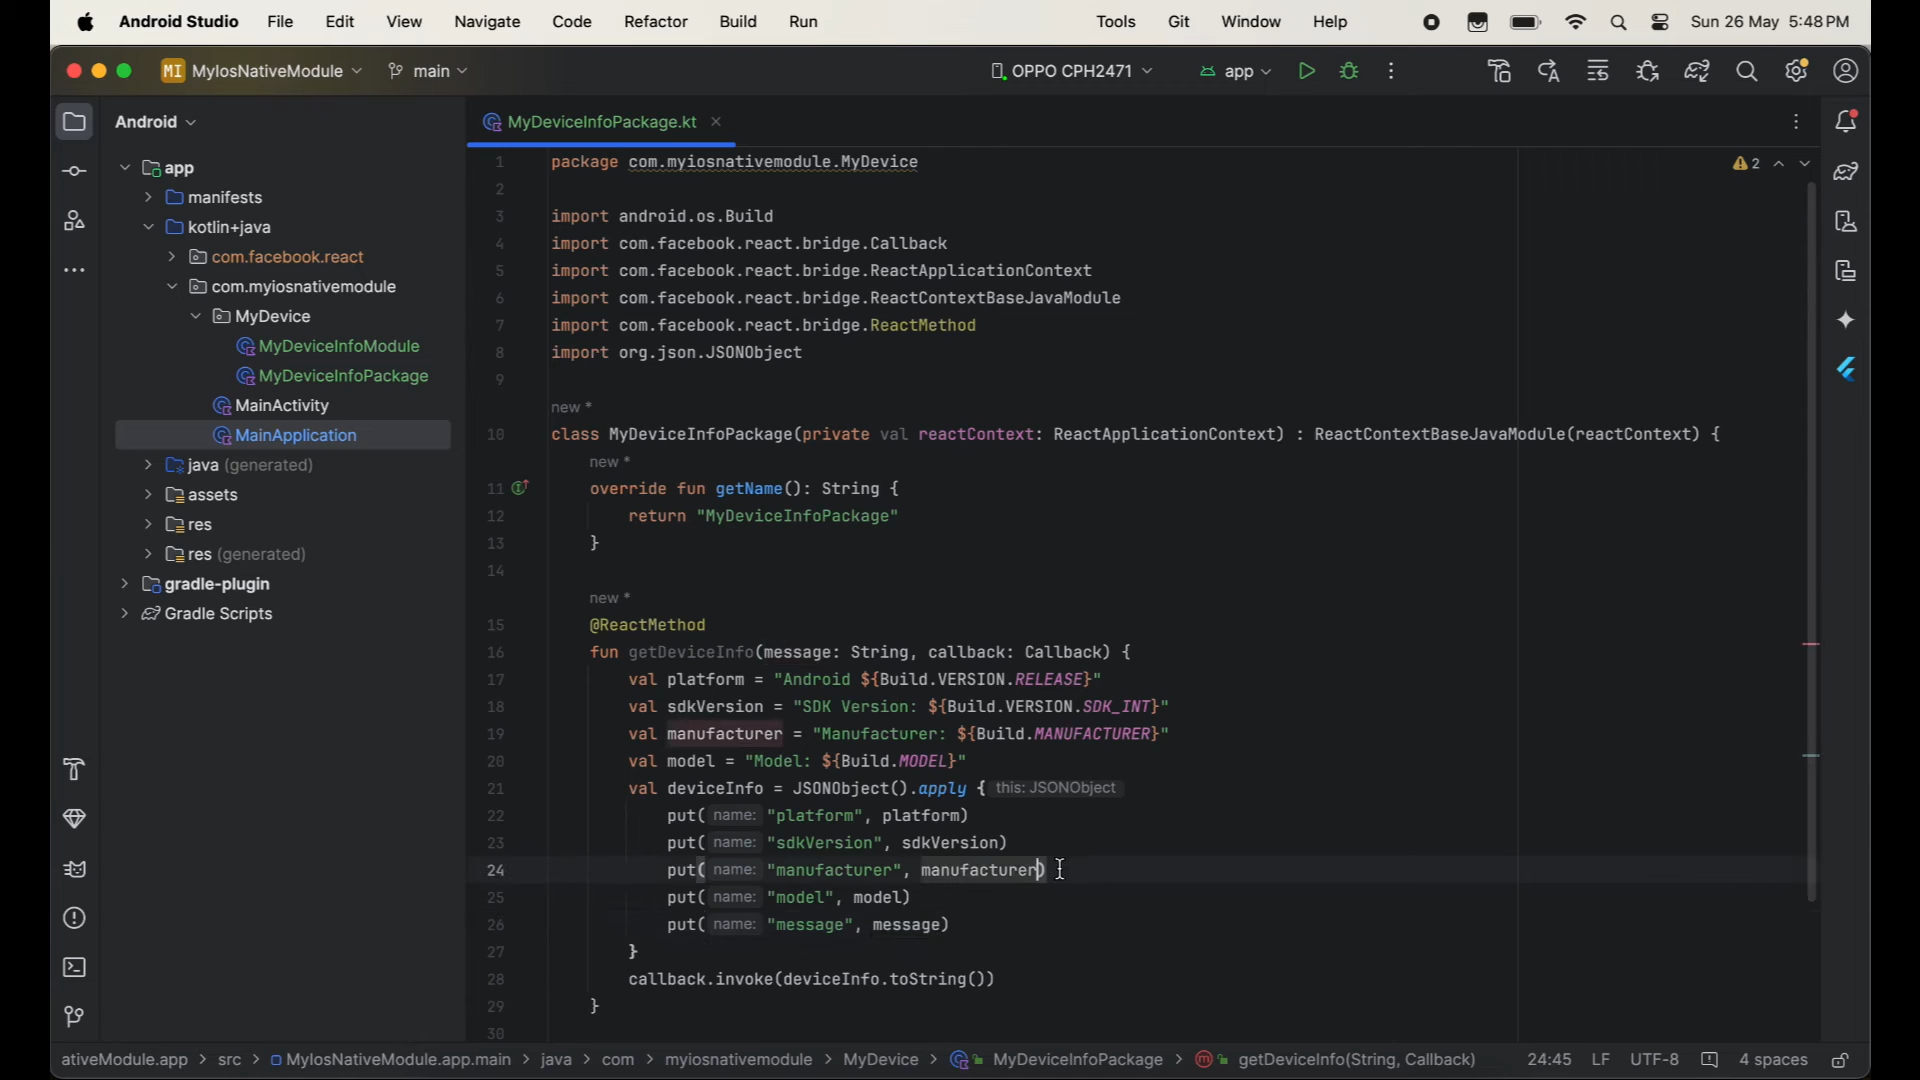 Android Studio File Edit View Navigate Code Refactor Build Run Tools Git Window Help Sun 26 May 5:48 PM
MI MyIosNativeModule main OPPO CPH2471 app
Android
MyDeviceInfoPackage.kt
app
manifests
kotlin+java
com.facebook.react
com.myiosnativemodule
MyDevice
MyDeviceInfoModule
MyDeviceInfoPackage
MainActivity
MainApplication
java (generated)
assets
res
res (generated)
gradle-plugin
Gradle Scripts
2
1 package com.myiosnativemodule.MyDevice
2
3 import android.os.Build
4 import com.facebook.react.bridge.Callback
5 import com.facebook.react.bridge.ReactApplicationContext
6 import com.facebook.react.bridge.ReactContextBaseJavaModule
7 import com.facebook.react.bridge.ReactMethod
8 import org.json.JSONObject
9
new *
10 class MyDeviceInfoPackage(private val reactContext: ReactApplicationContext) : ReactContextBaseJavaModule(reactContext) {
new *
11 override fun getName(): String {
12 return "MyDeviceInfoPackage"
13 }
14
new *
15 @ReactMethod
16 fun getDeviceInfo(message: String, callback: Callback) {
17 val platform = "Android ${Build.VERSION.RELEASE}"
18 val sdkVersion = "SDK Version: ${Build.VERSION.SDK_INT}"
19 val manufacturer = "Manufacturer: ${Build.MANUFACTURER}"
20 val model = "Model: ${Build.MODEL}"
21 val deviceInfo = JSONObject().apply { this: JSONObject
22 put( name: "platform", platform)
23 put( name: "sdkVersion", sdkVersion)
24 put( name: "manufacturer", manufacturer)
25 put( name: "model", model)
26 put( name: "message", message)
27 }
28 callback.invoke(deviceInfo.toString())
29 }
30
ativeModule.app > src > MyIosNativeModule.app.main > java > com > myiosnativemodule > MyDevice > MyDeviceInfoPackage > m getDeviceInfo(String, Callback) 24:45 LF UTF-8 4 spaces